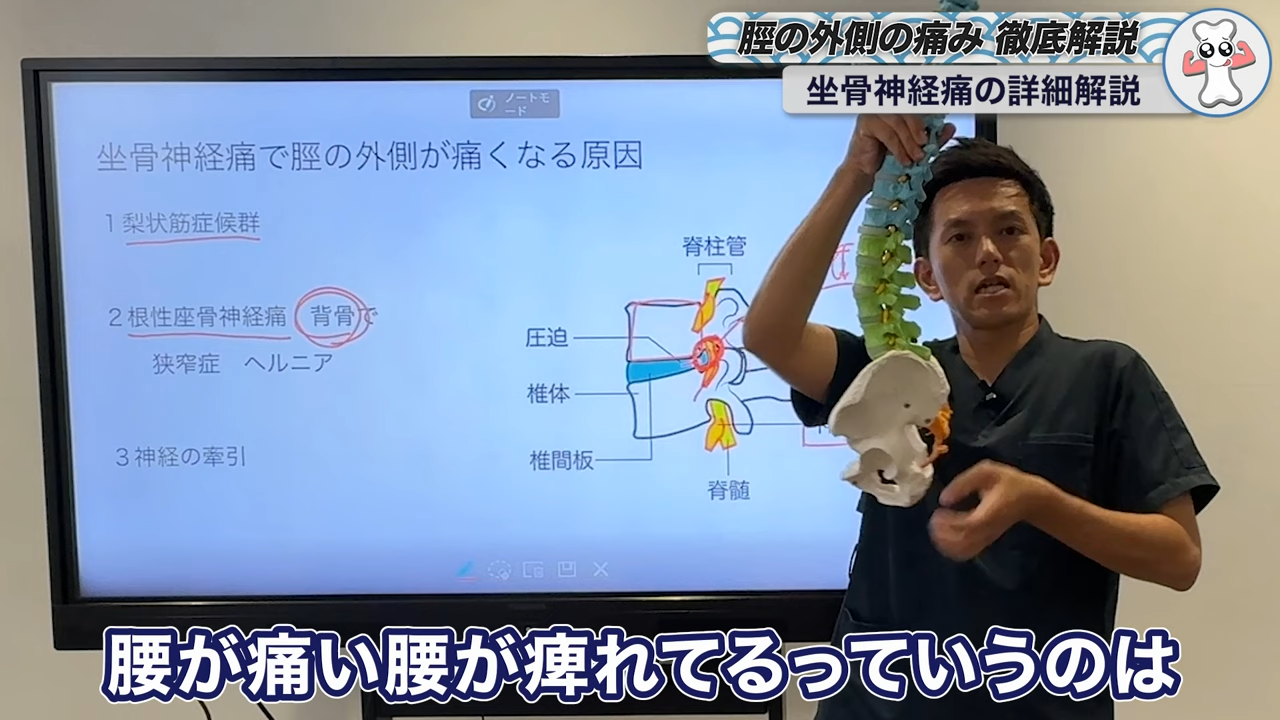 脛の外側の痛み 徹底解説
坐骨神経痛の詳細解説
ノートモ
ード
坐骨神経痛で脛の外側が痛くなる原因
1 梨状筋症候群
2 根性座骨神経痛 背骨で
狭窄症 ヘルニア
3 神経の牽引
脊柱管
圧迫
椎体
椎間板
脊髄
腰が痛い腰が痺れてるっていうのは